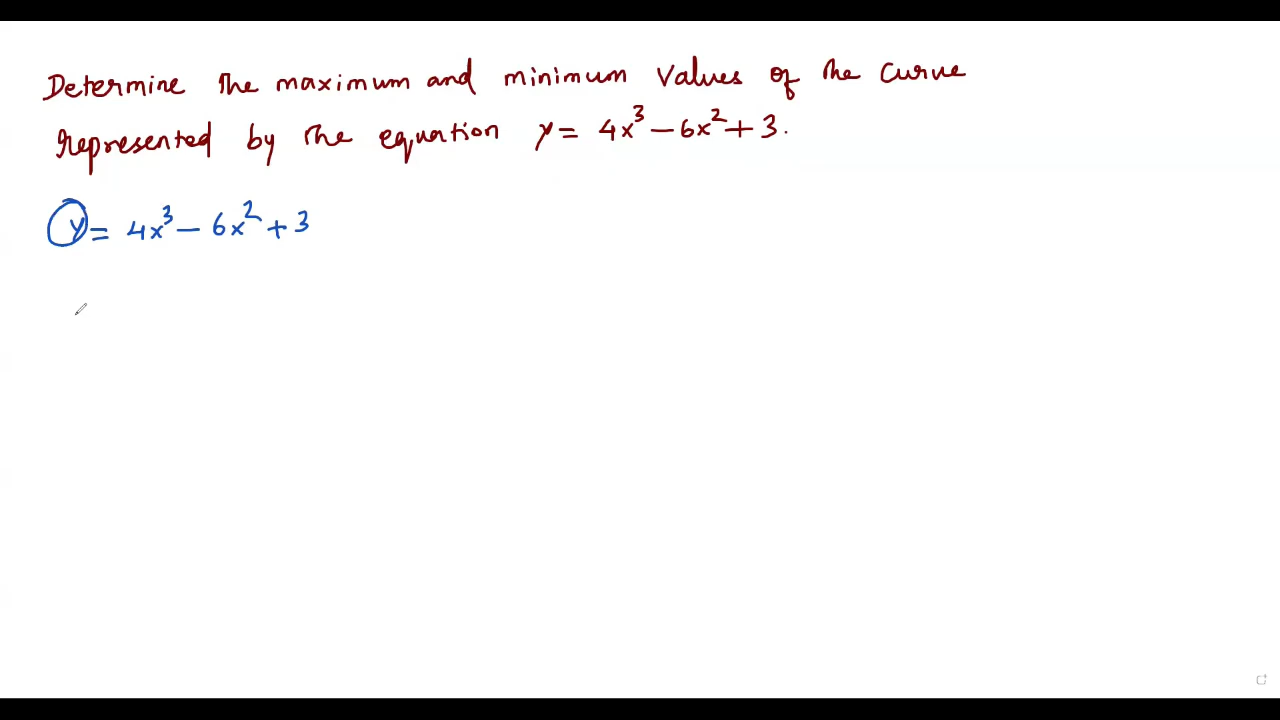 Determine the maximum and minimum values of the curve
represented by the equation y = 4x³ − 6x² + 3.
y = 4x³ − 6x² + 3